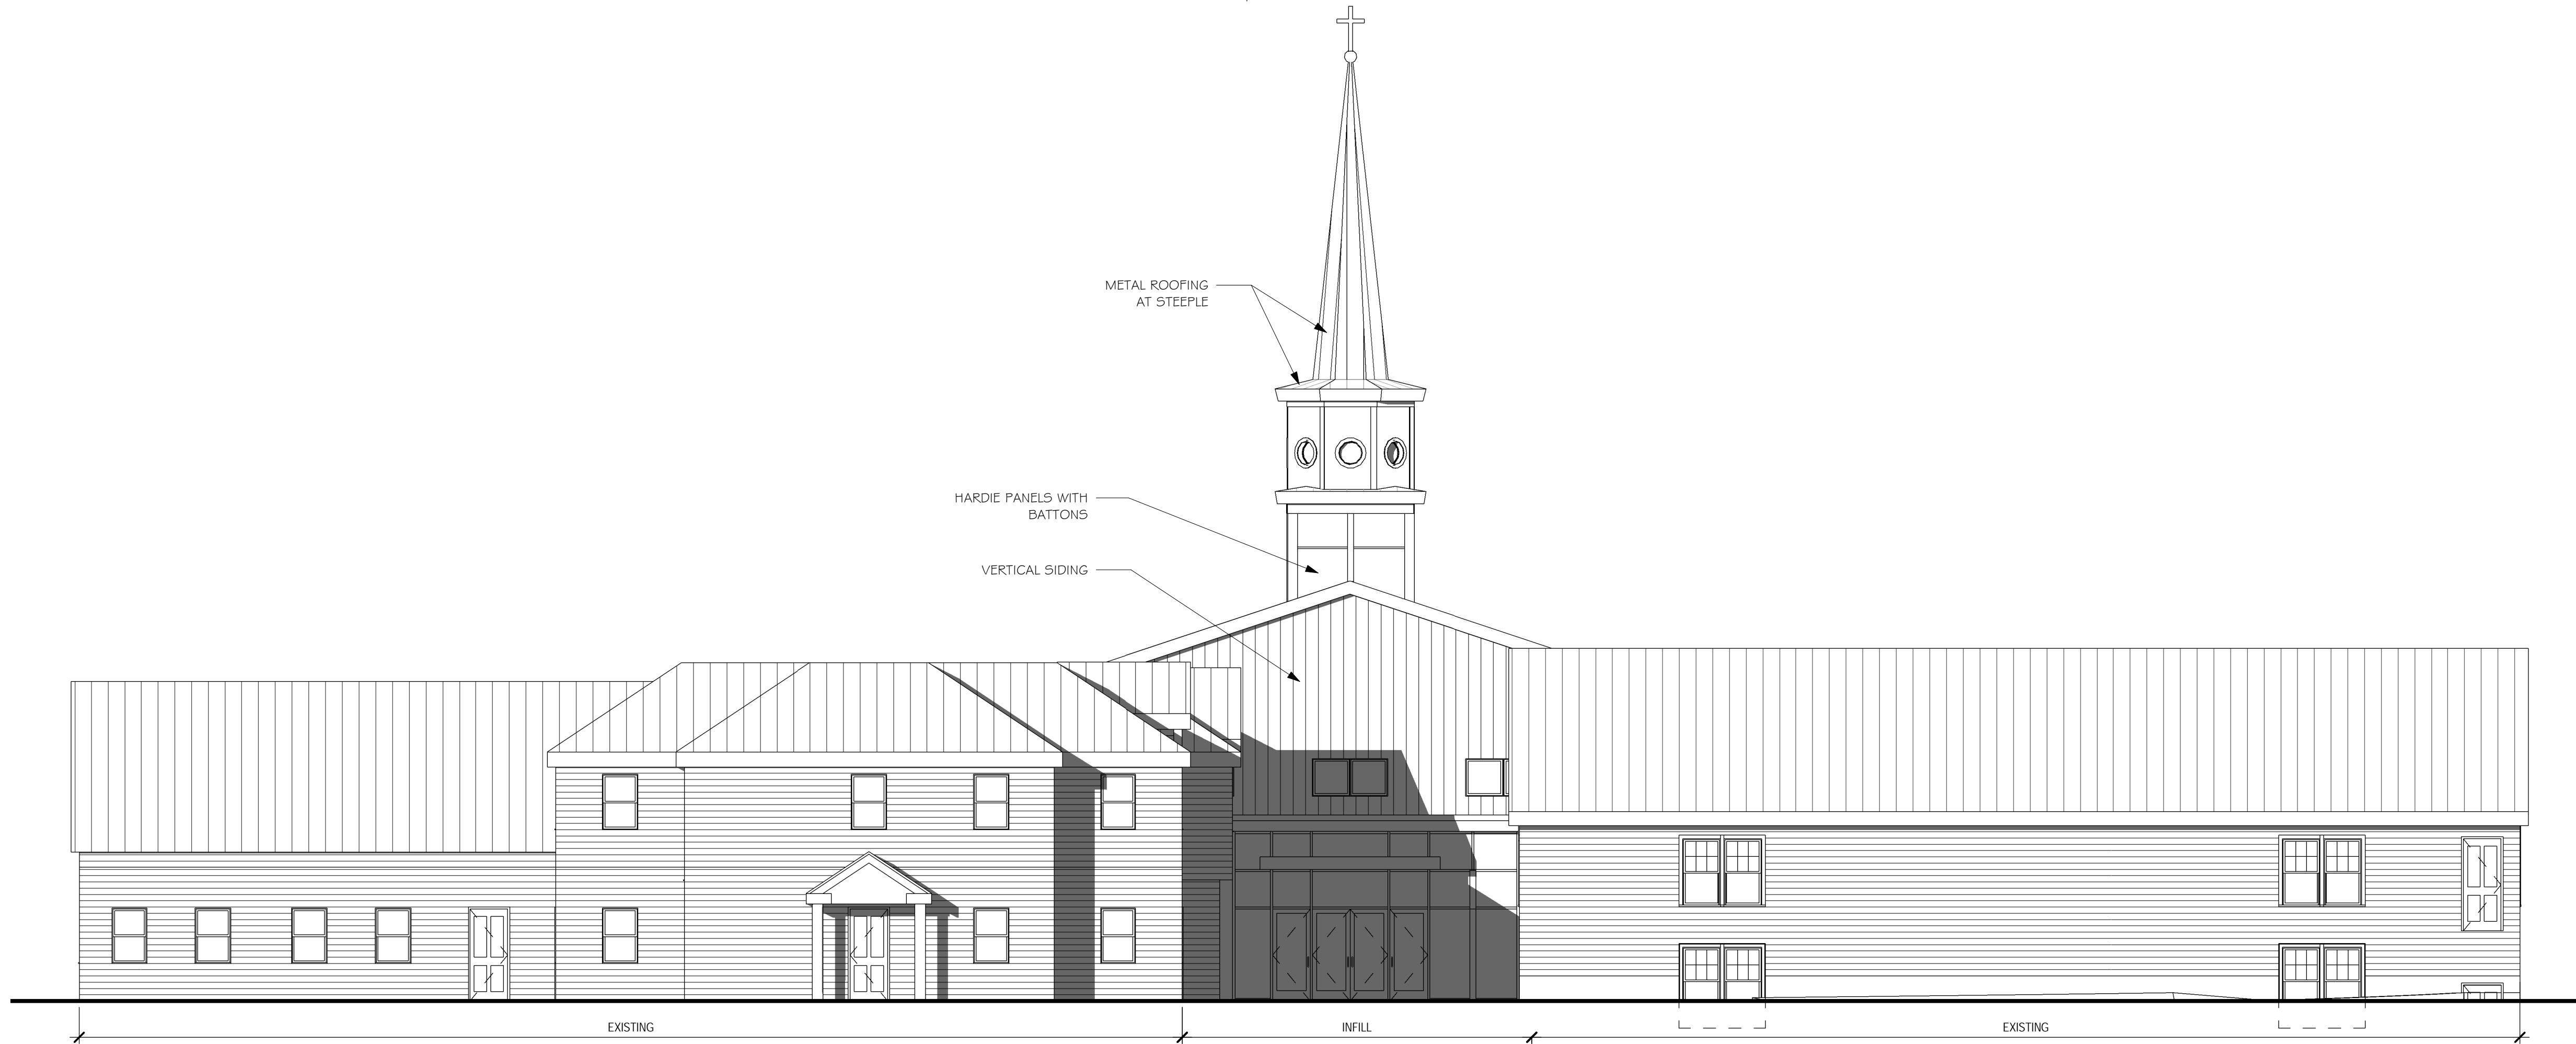 METAL ROOFING
AT STEEPLE
HARDIE PANELS WITH
BATTONS
VERTICAL SIDING
EXISTING
INFILL
EXISTING